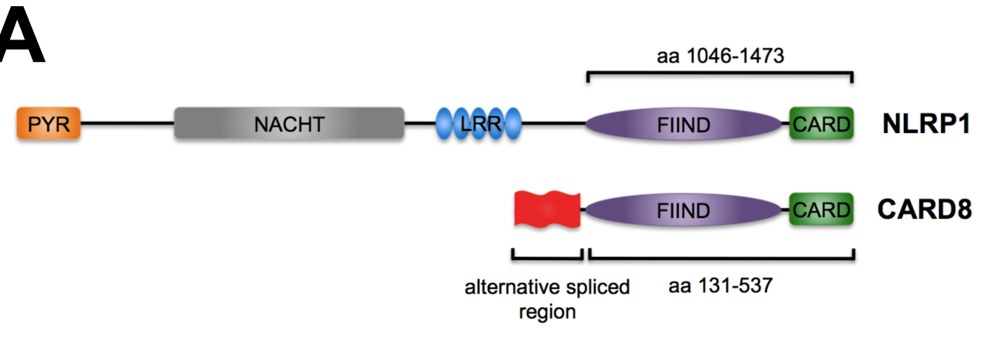 A
aa 1046-1473
PYR NACHT LRR FIIND CARD NLRP1
FIIND CARD CARD8
alternative spliced aa 131-537
region